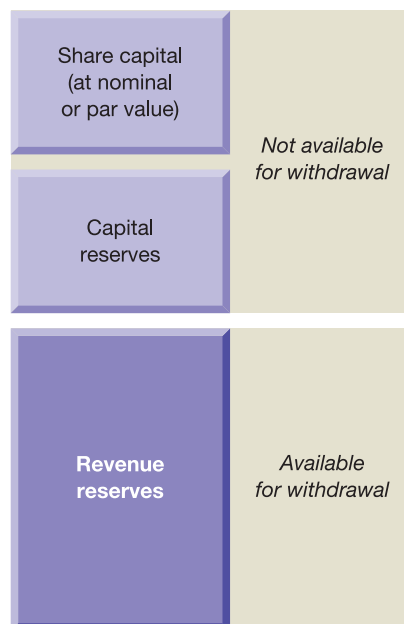 Share capital
(at nominal
or par value)
Not available
for withdrawal
Capital
reserves
Revenue
reserves
Available
for withdrawal